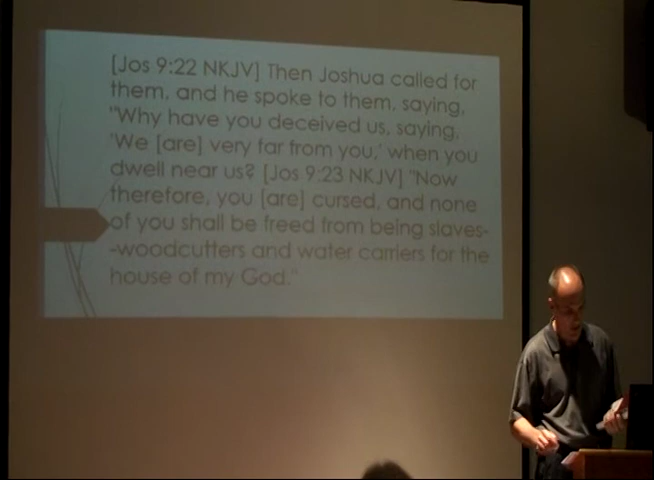 [Jos 9:22 NKJV] Then Joshua called for
them, and he spoke to them, saying,
"Why have you deceived us, saying,
'We [are] very far from you,' when you
dwell near us? [Jos 9:23 NKJV] "Now
therefore, you [are] cursed, and none
of you shall be freed from being slaves-
-woodcutters and water carriers for the
house of my God."